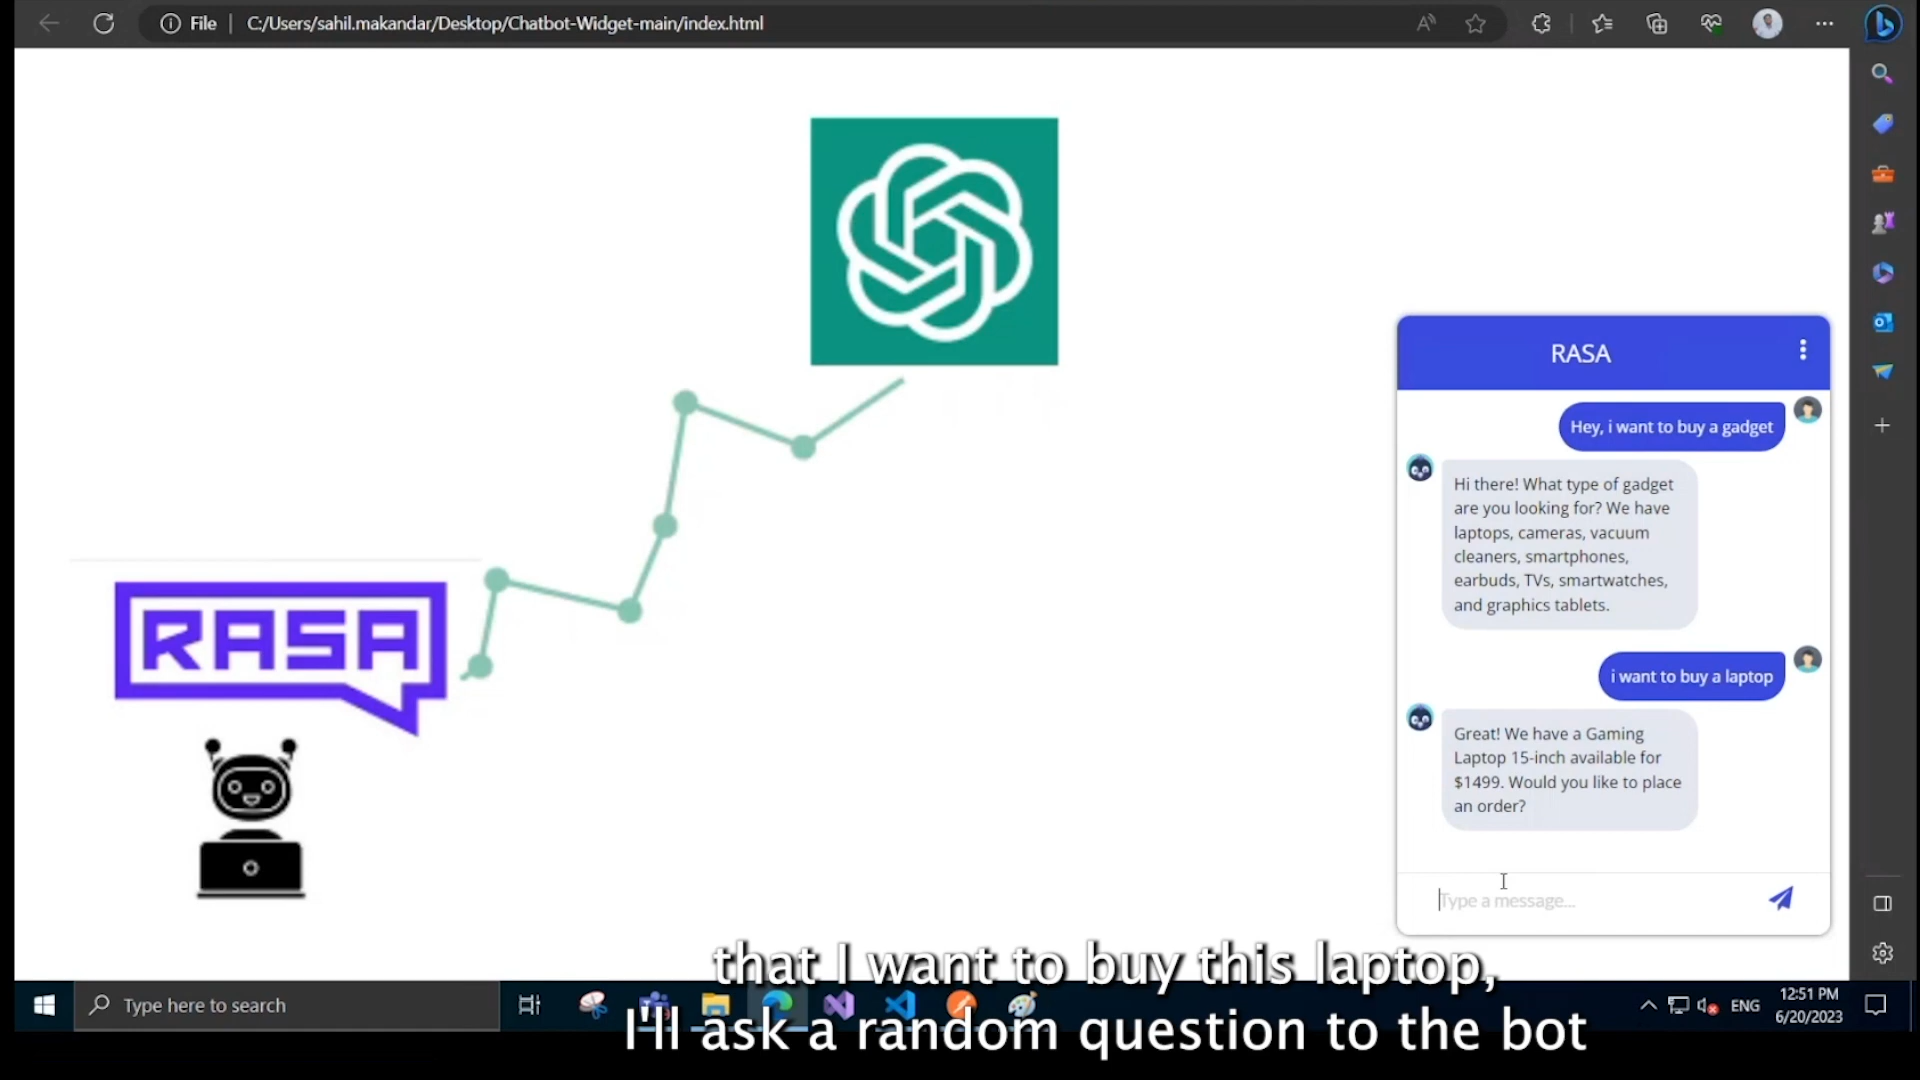 File
C:/Users/sahil.makandar/Desktop/Chatbot-Widget-main/index.html
RASA
RASA
Hey, i want to buy a gadget
Hi there! What type of gadget
are you looking for? We have
laptops, cameras, vacuum
cleaners, smartphones,
earbuds, TVs, smartwatches,
and graphics tablets.
i want to buy a laptop
Great! We have a Gaming
Laptop 15-inch available for
$1499. Would you like to place
an order?
Type a message...
that I want to buy this laptop,
I'll ask a random question to the bot
Type here to search
ENG
12:51 PM
6/20/2023